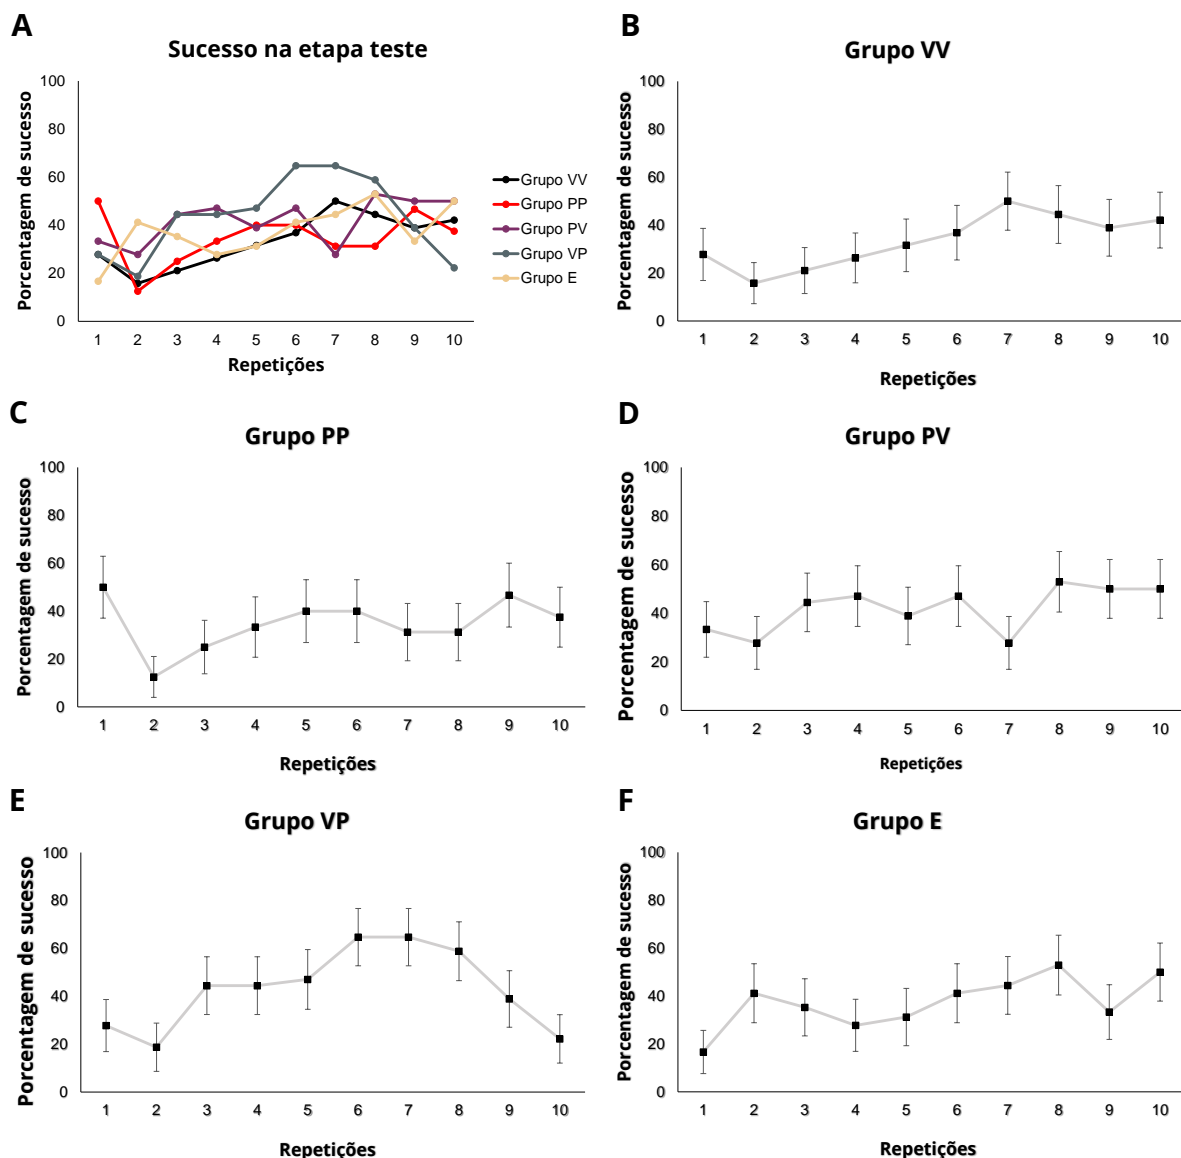 A
Sucesso na etapa teste
Porcentagem de sucesso
100
80
60
40
20
0
1 2 3 4 5 6 7 8 9 10
Repetições
Grupo VV
Grupo PP
Grupo PV
Grupo VP
Grupo E
B
Grupo VV
Porcentagem de sucesso
100
80
60
40
20
0
1 2 3 4 5 6 7 8 9 10
Repetições
C
Grupo PP
Porcentagem de sucesso
100
80
60
40
20
0
1 2 3 4 5 6 7 8 9 10
Repetições
D
Grupo PV
Porcentagem de sucesso
100
80
60
40
20
0
1 2 3 4 5 6 7 8 9 10
Repetições
E
Grupo VP
Porcentagem de sucesso
100
80
60
40
20
0
1 2 3 4 5 6 7 8 9 10
Repetições
F
Grupo E
Porcentagem de sucesso
100
80
60
40
20
0
1 2 3 4 5 6 7 8 9 10
Repetições